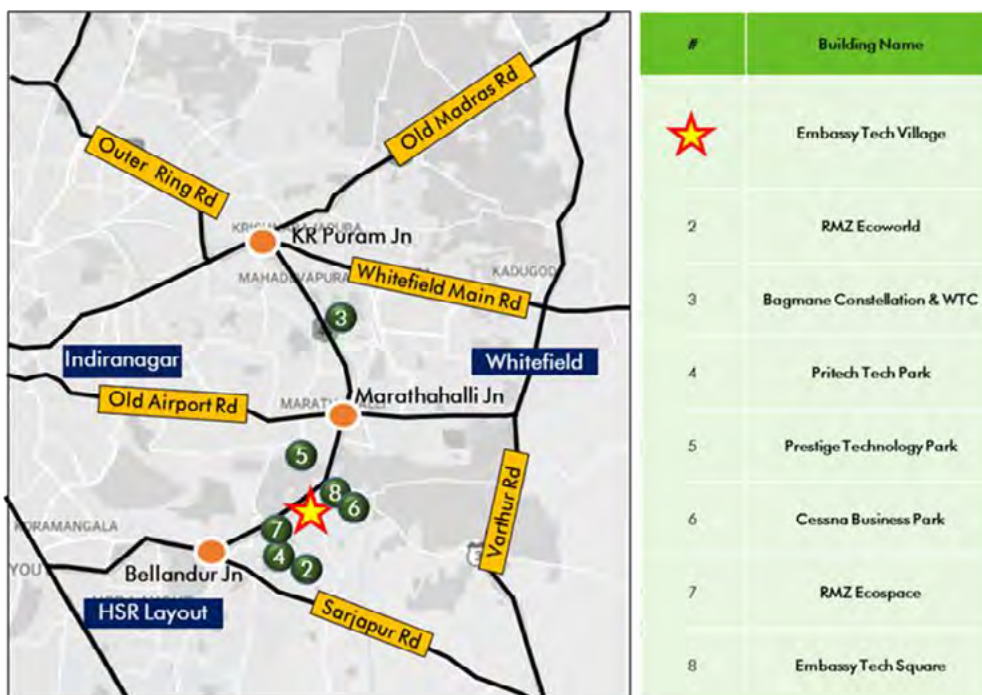 Old Madras Rd
Outer Ring Rd
KR Puram Jn
MAHADEVAPURA
KADUGOD
Whitefield Main Rd
3
Indiranagar
Whitefield
Old Airport Rd
Marathahalli Jn
5
8
6
Varthur Rd
KORAMANGALA
7
4
2
Bellandur Jn
HSR Layout
Sarjapur Rd
# Building Name
Embassy Tech Village
2 RMZ Ecoworld
3 Bagmane Constellation & WTC
4 Pritech Tech Park
5 Prestige Technology Park
6 Cessna Business Park
7 RMZ Ecospace
8 Embassy Tech Square